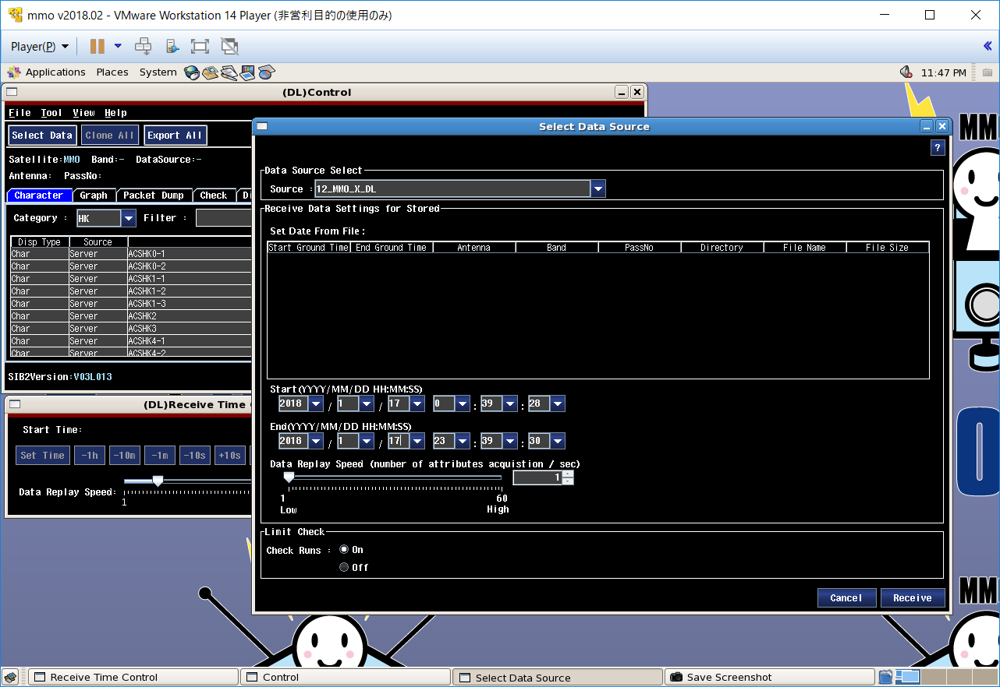 mmo v2018.02 - VMware Workstation 14 Player (非営利目的の使用のみ)
Player(P)
Applications Places System 11:47 PM
(DL)Control
File Tool View Help
Select Data Clone All Export All
Satellite:MMO Band:- DataSource:-
Antenna: PassNo:
Character Graph Packet Dump Check
Category : HK Filter :
Disp Type Source
Char Server ACSHK0-1
Char Server ACSHK0-2
Char Server ACSHK1-1
Char Server ACSHK1-2
Char Server ACSHK1-3
Char Server ACSHK2
Char Server ACSHK3
Char Server ACSHK4-1
Char Server ACSHK4-2
SIB2Version:V03L013
(DL)Receive Time
Start Time:
Set Time -1h -10m -1m -10s +10s
Data Replay Speed:
1
Select Data Source
?
Data Source Select
Source : 12_MMO_X_DL
Receive Data Settings for Stored
Set Date From File :
Start Ground Time End Ground Time Antenna Band PassNo Directory File Name File Size
Start(YYYY/MM/DD HH:MM:SS)
2018 / 1 / 17 0 : 39 : 28
End(YYYY/MM/DD HH:MM:SS)
2018 / 1 / 17 23 : 39 : 30
Data Replay Speed (number of attributes acquistion / sec)
1
1 60
Low High
Limit Check
Check Runs : On
Off
Cancel Receive
MM
0
MM
Receive Time Control Control Select Data Source Save Screenshot